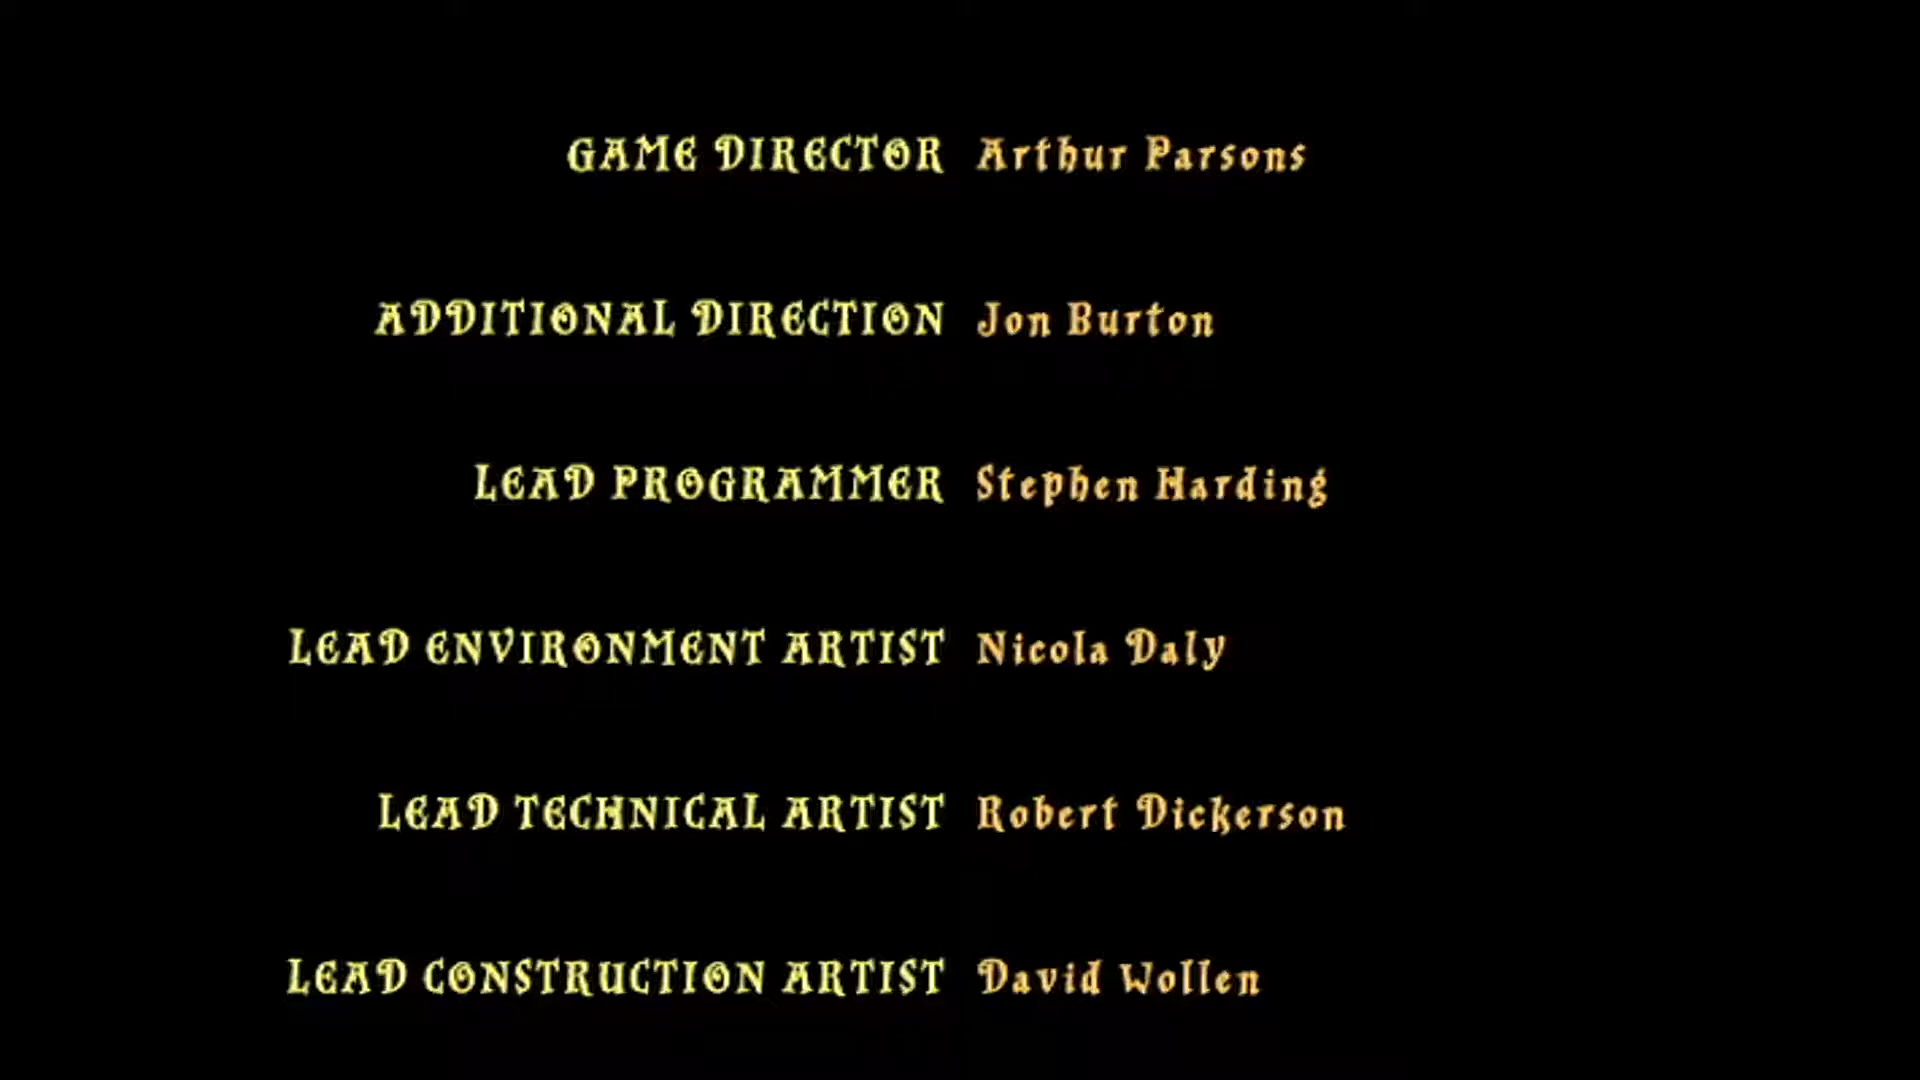 GAME DIRECTOR Arthur Parsons
ADDITIONAL DIRECTION Jon Burton
LEAD PROGRAMMER Stephen Harding
LEAD ENVIRONMENT ARTIST Nicola Daly
LEAD TECHNICAL ARTIST Robert Dickerson
LEAD CONSTRUCTION ARTIST David Wollen